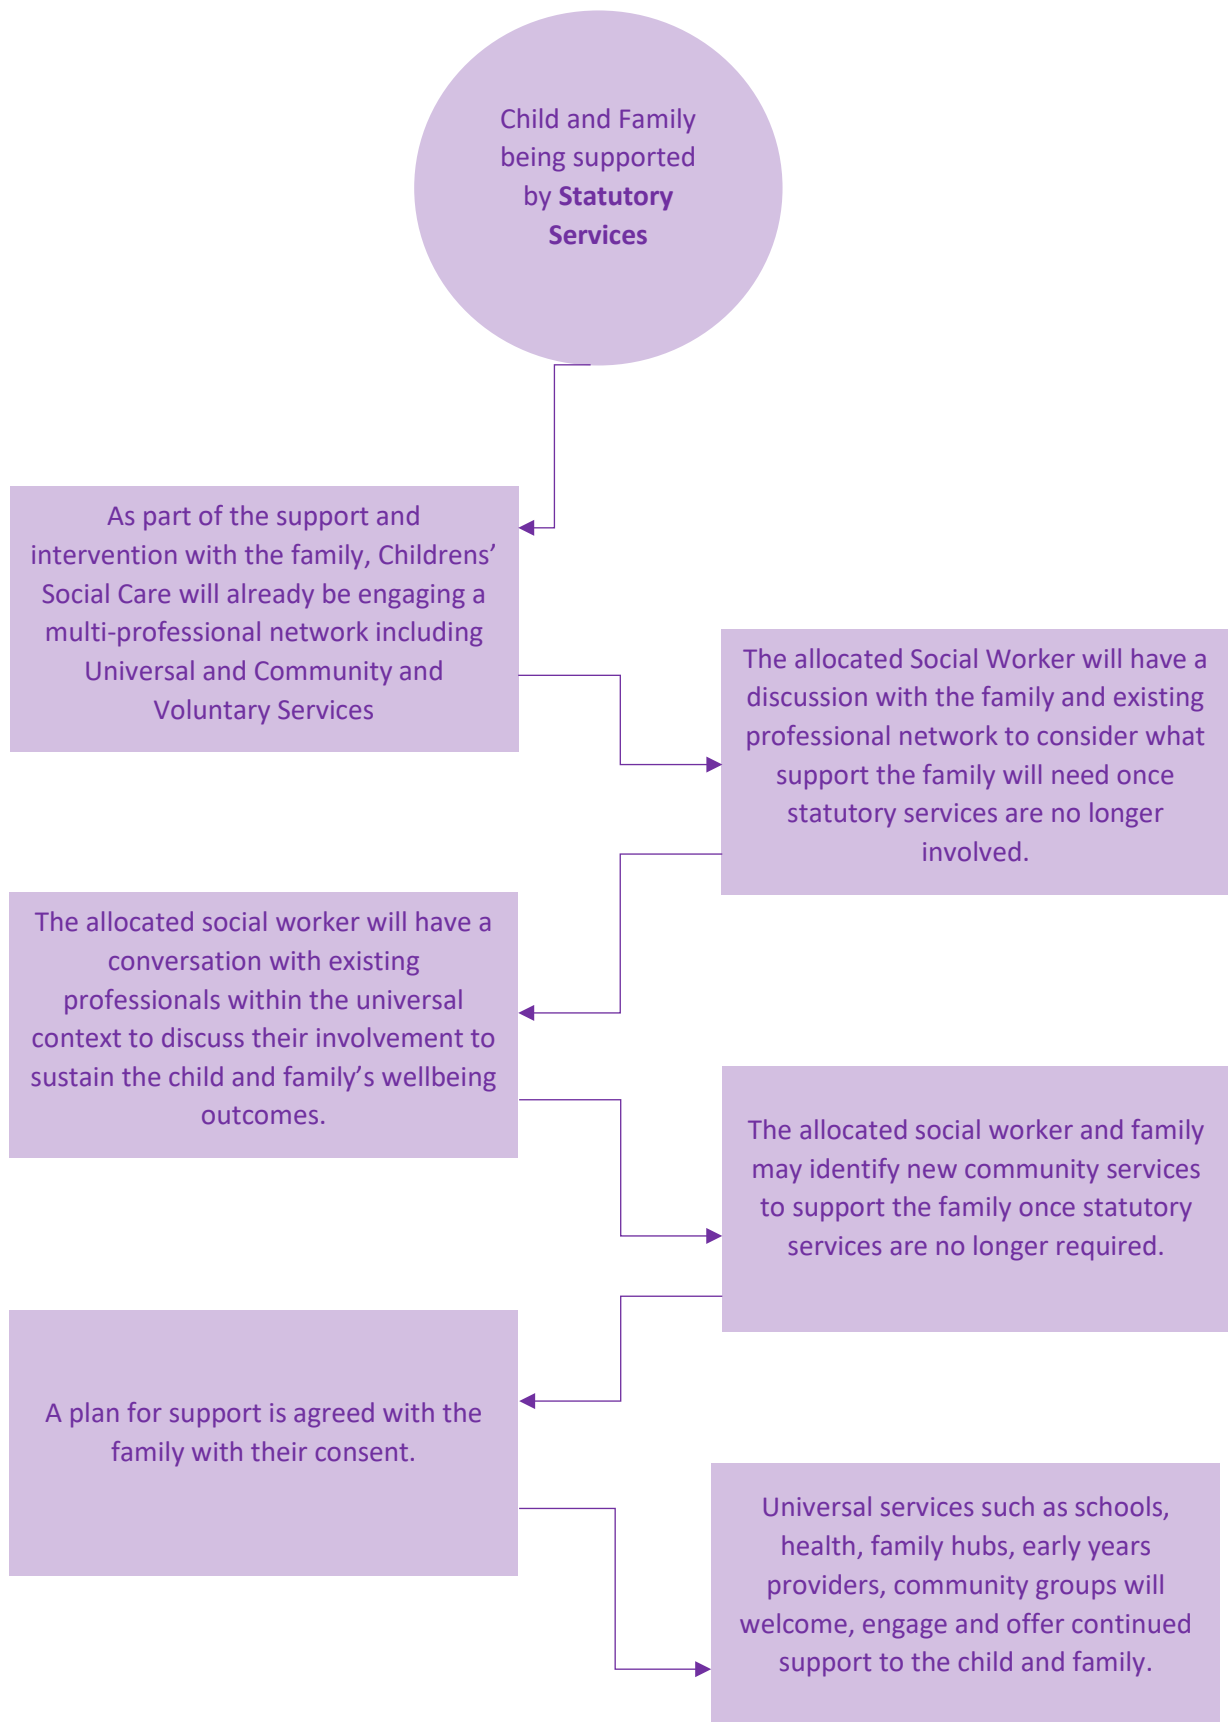 Child and Family
being supported
by Statutory
Services
As part of the support and
intervention with the family, Childrens’
Social Care will already be engaging a
multi-professional network including
Universal and Community and
Voluntary Services
The allocated Social Worker will have a
discussion with the family and existing
professional network to consider what
support the family will need once
statutory services are no longer
involved.
The allocated social worker will have a
conversation with existing
professionals within the universal
context to discuss their involvement to
sustain the child and family’s wellbeing
outcomes.
The allocated social worker and family
may identify new community services
to support the family once statutory
services are no longer required.
A plan for support is agreed with the
family with their consent.
Universal services such as schools,
health, family hubs, early years
providers, community groups will
welcome, engage and offer continued
support to the child and family.